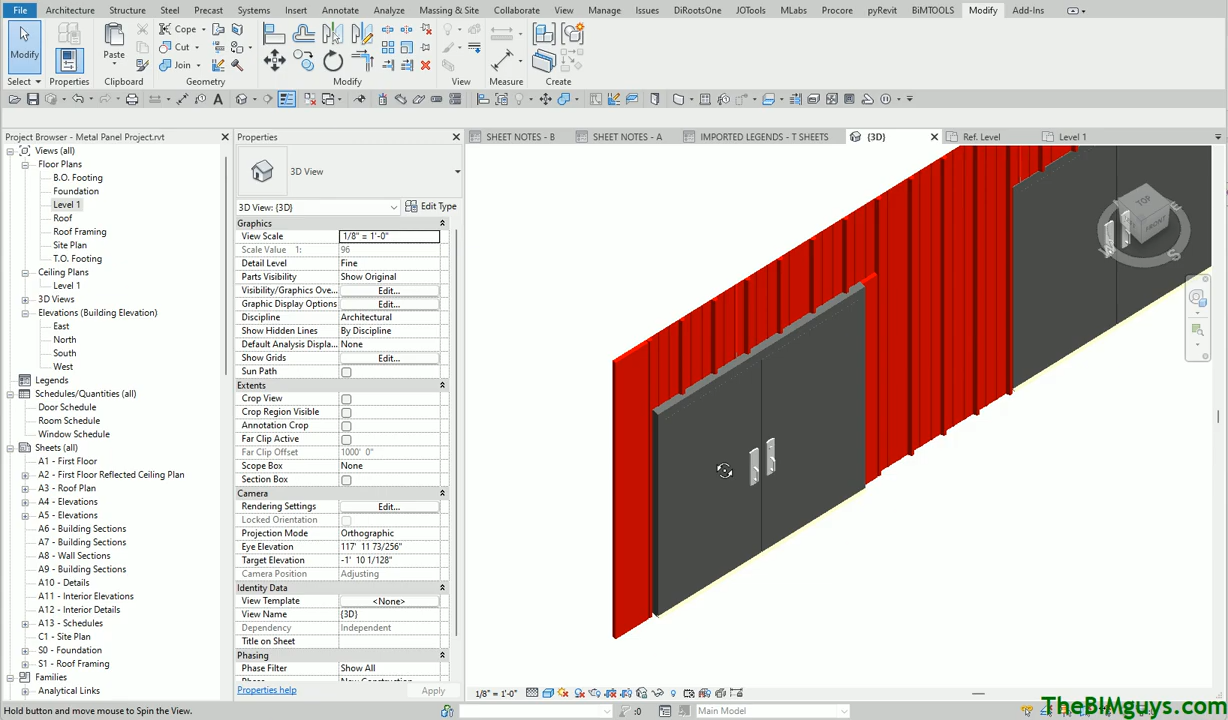 File Architecture Structure Steel Precast Systems Insert Annotate Analyze Massing & Site Collaborate View Manage Issues DiRootsOne JOTools MLabs Procore pyRevit BiMTOOLS Modify Add-Ins
Modify Paste Cope Cut Join
Select Properties Clipboard Geometry Modify View Measure Create
Project Browser - Metal Panel Project.rvt
Properties
SHEET NOTES - B SHEET NOTES - A IMPORTED LEGENDS - T SHEETS {3D} Ref. Level Level 1
Views (all)
Floor Plans
B.O. Footing
Foundation
Level 1
Roof
Roof Framing
Site Plan
T.O. Footing
Ceiling Plans
Level 1
3D Views
Elevations (Building Elevation)
East
North
South
West
Legends
Schedules/Quantities (all)
Door Schedule
Room Schedule
Window Schedule
Sheets (all)
A1 - First Floor
A2 - First Floor Reflected Ceiling Plan
A3 - Roof Plan
A4 - Elevations
A5 - Elevations
A6 - Building Sections
A7 - Building Sections
A8 - Wall Sections
A9 - Building Sections
A10 - Details
A11 - Interior Elevations
A12 - Interior Details
A13 - Schedules
C1 - Site Plan
S0 - Foundation
S1 - Roof Framing
Families
Analytical Links
3D View
3D View: {3D} Edit Type
Graphics
View Scale 1/8" = 1'-0"
Scale Value 1: 96
Detail Level Fine
Parts Visibility Show Original
Visibility/Graphics Ove... Edit...
Graphic Display Options Edit...
Discipline Architectural
Show Hidden Lines By Discipline
Default Analysis Displa... None
Show Grids Edit...
Sun Path
Extents
Crop View
Crop Region Visible
Annotation Crop
Far Clip Active
Far Clip Offset 1000' 0"
Scope Box None
Section Box
Camera
Rendering Settings Edit...
Locked Orientation
Projection Mode Orthographic
Eye Elevation 117' 11 73/256"
Target Elevation -1' 10 1/128"
Camera Position Adjusting
Identity Data
View Template <None>
View Name {3D}
Dependency Independent
Title on Sheet
Phasing
Phase Filter Show All
Properties help Apply
TOP
FRONT
E
S
1/8" = 1'-0"
Hold button and move mouse to Spin the View.
:0 Main Model
TheBIMguys.com